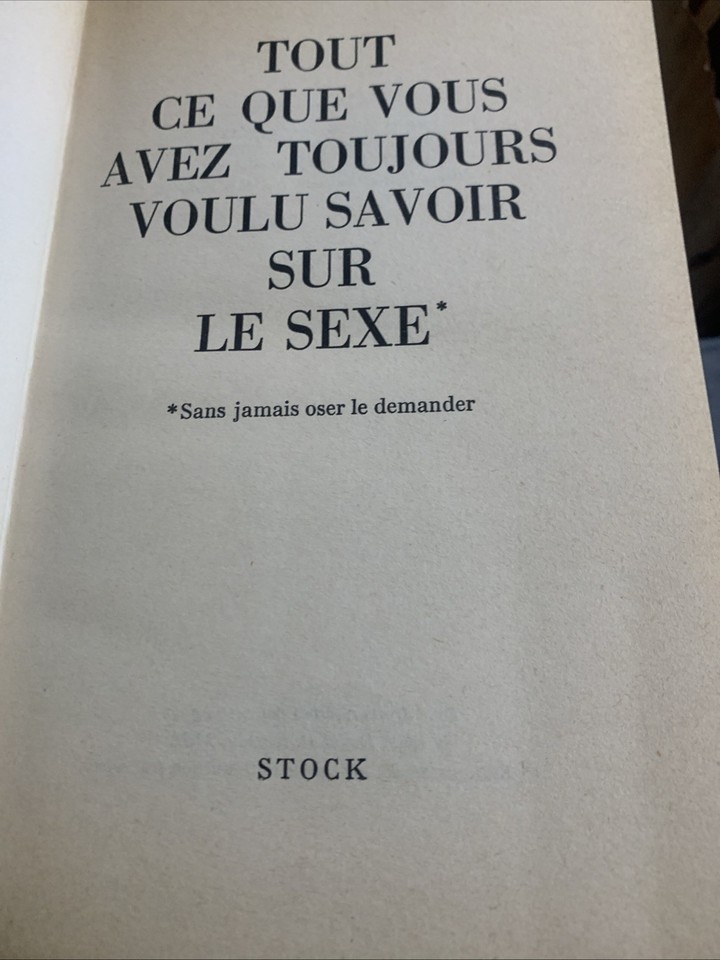 TOUT
CE QUE VOUS
AVEZ TOUJOURS
VOULU SAVOIR
SUR
LE SEXE*
*Sans jamais oser le demander
STOCK